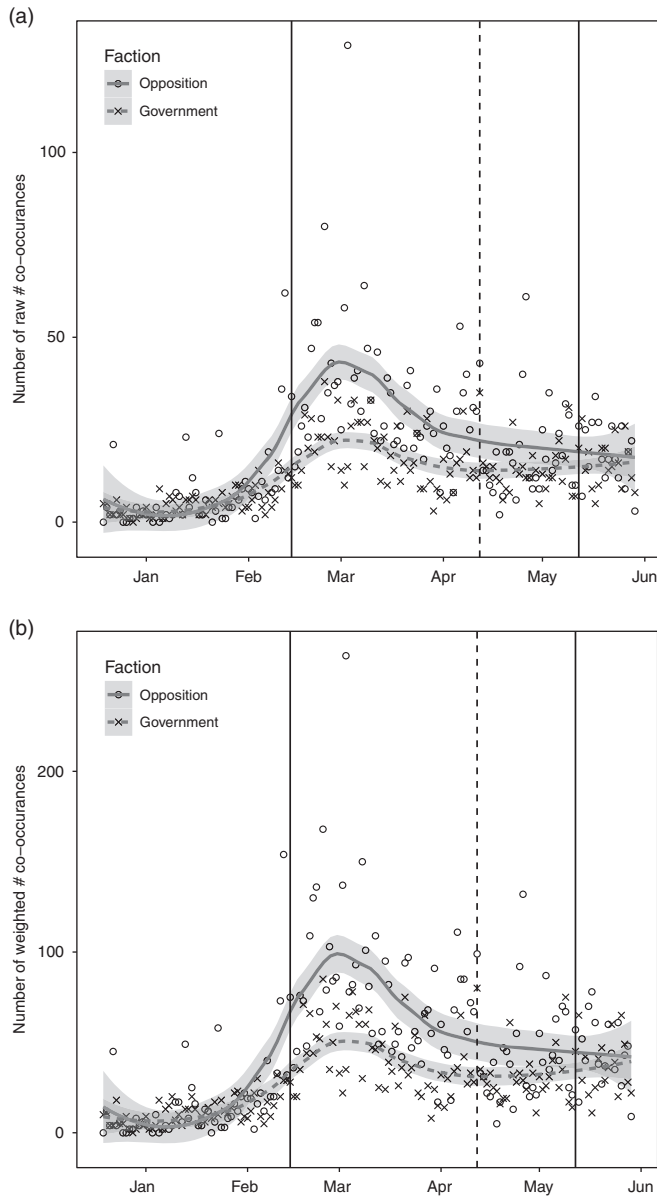 (a)
Faction
Opposition
Government
Number of raw # co−occurances
100
50
0
Jan Feb Mar Apr May Jun
(b)
Faction
Opposition
Government
Number of weighted # co−occurances
200
100
0
Jan Feb Mar Apr May Jun